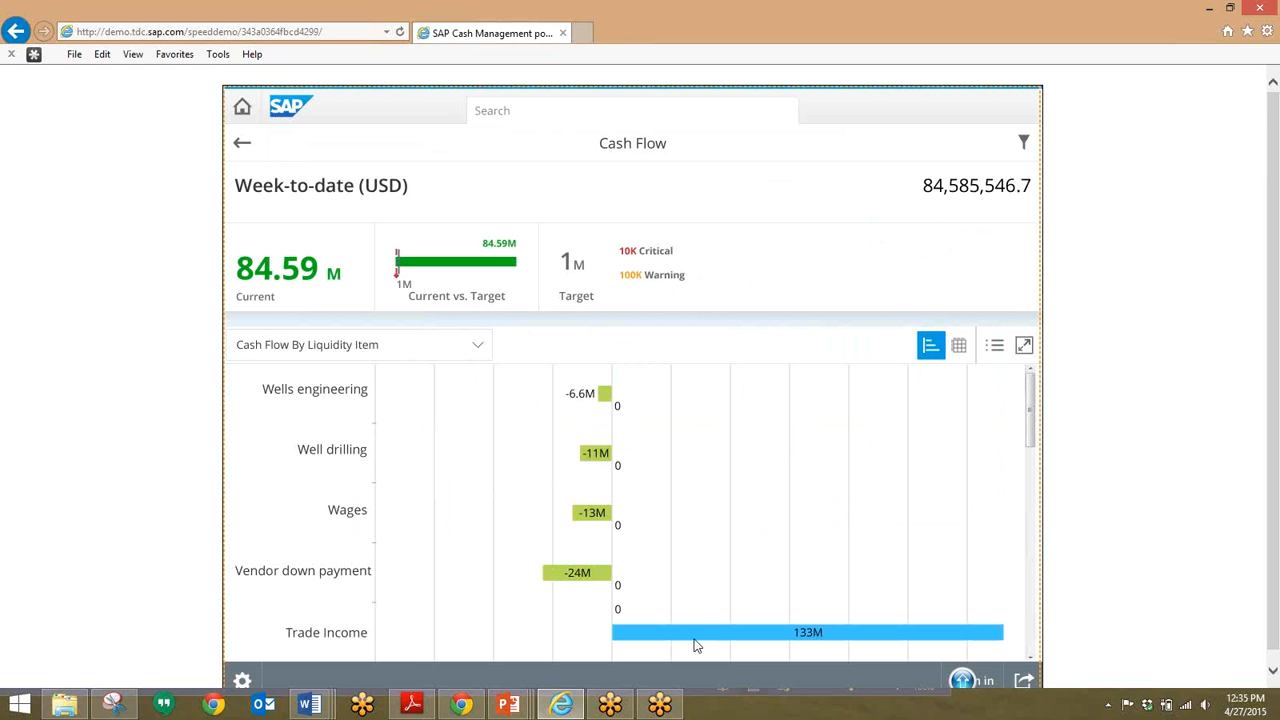 http://demo.tdc.sap.com/speeddemo/343a0364fbcd4299/
SAP Cash Management po...
File Edit View Favorites Tools Help
SAP
Search
Cash Flow
Week-to-date (USD)
84,585,546.7
84.59 M
Current
84.59M
1M
Current vs. Target
1M
Target
10K Critical
100K Warning
Cash Flow By Liquidity Item
Wells engineering
-6.6M
0
Well drilling
-11M
0
Wages
-13M
0
Vendor down payment
-24M
0
0
Trade Income
133M
in
12:35 PM
4/27/2015